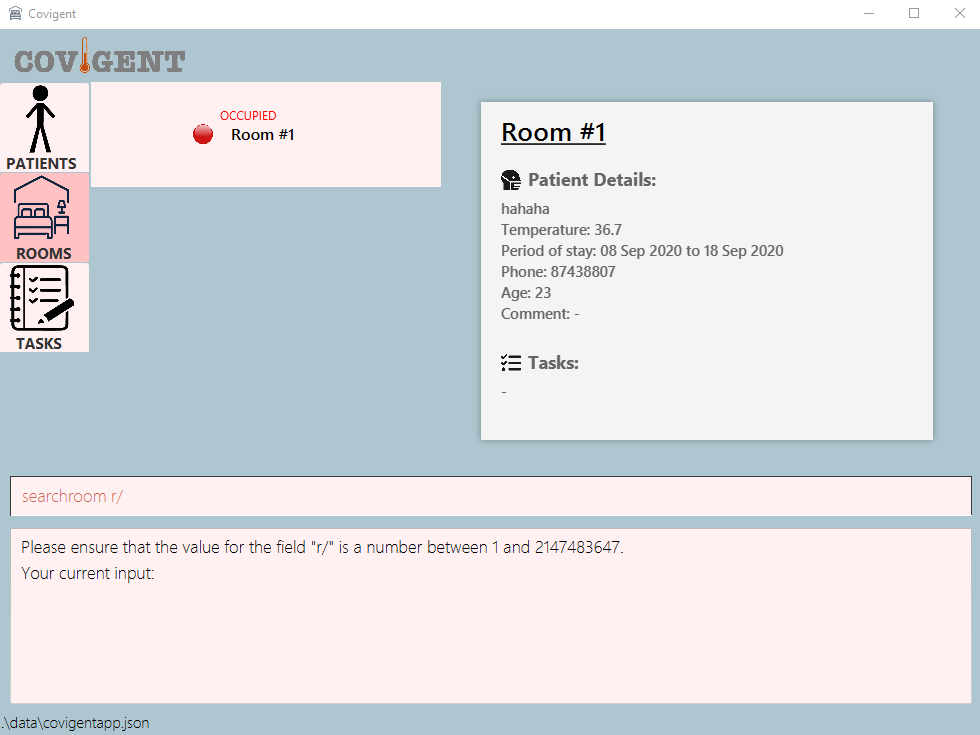 Covigent
COVIGENT
PATIENTS
ROOMS
TASKS
OCCUPIED
Room #1
Room #1
Patient Details:
hahaha
Temperature: 36.7
Period of stay: 08 Sep 2020 to 18 Sep 2020
Phone: 87438807
Age: 23
Comment: -
Tasks:
-
searchroom r/
Please ensure that the value for the field "r/" is a number between 1 and 2147483647.
Your current input:
.\data\covigentapp.json